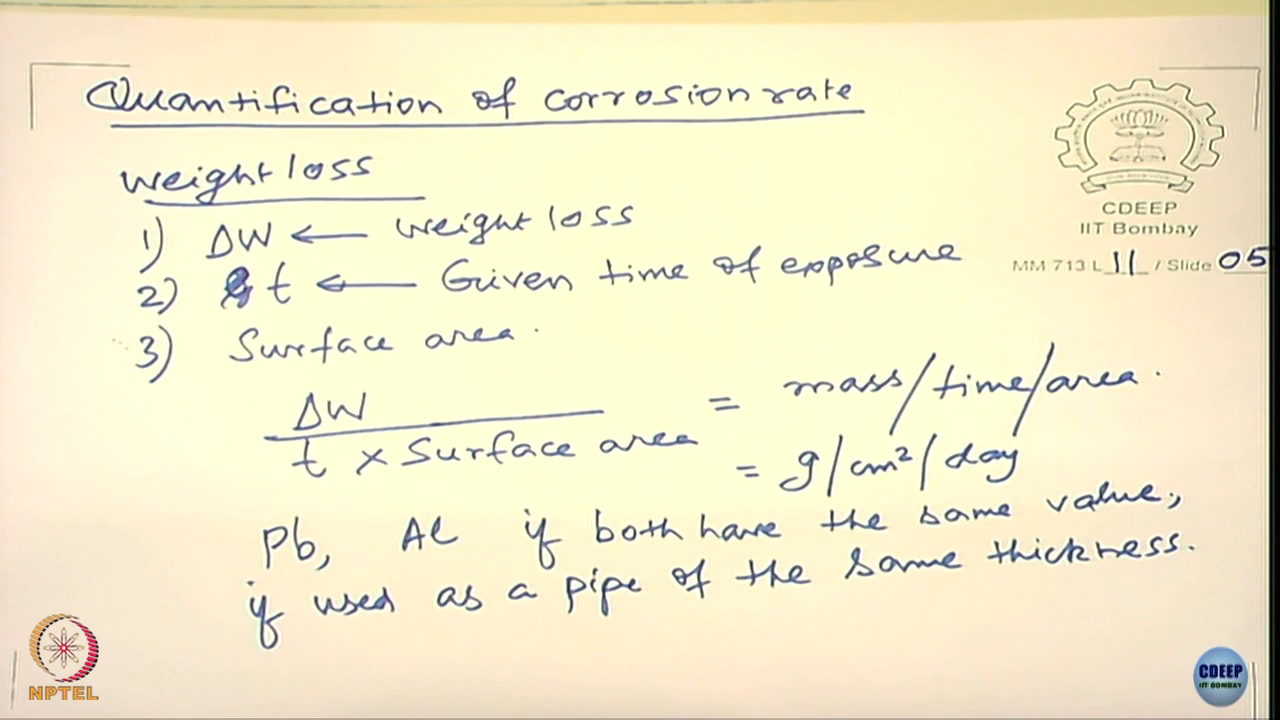 Quantification of corrosion rate
weight loss
1) ΔW ← weight loss
2) t ← Given time of exposure
3) Surface area.
ΔW
t × Surface area
= mass/time/area.
= g/cm²/day
Pb, Al if both have the same value,
if used as a pipe of the same thickness.
CDEEP
IIT Bombay
MM 713 L 11 / Slide 05
NPTEL
CDEEP
IIT BOMBAY